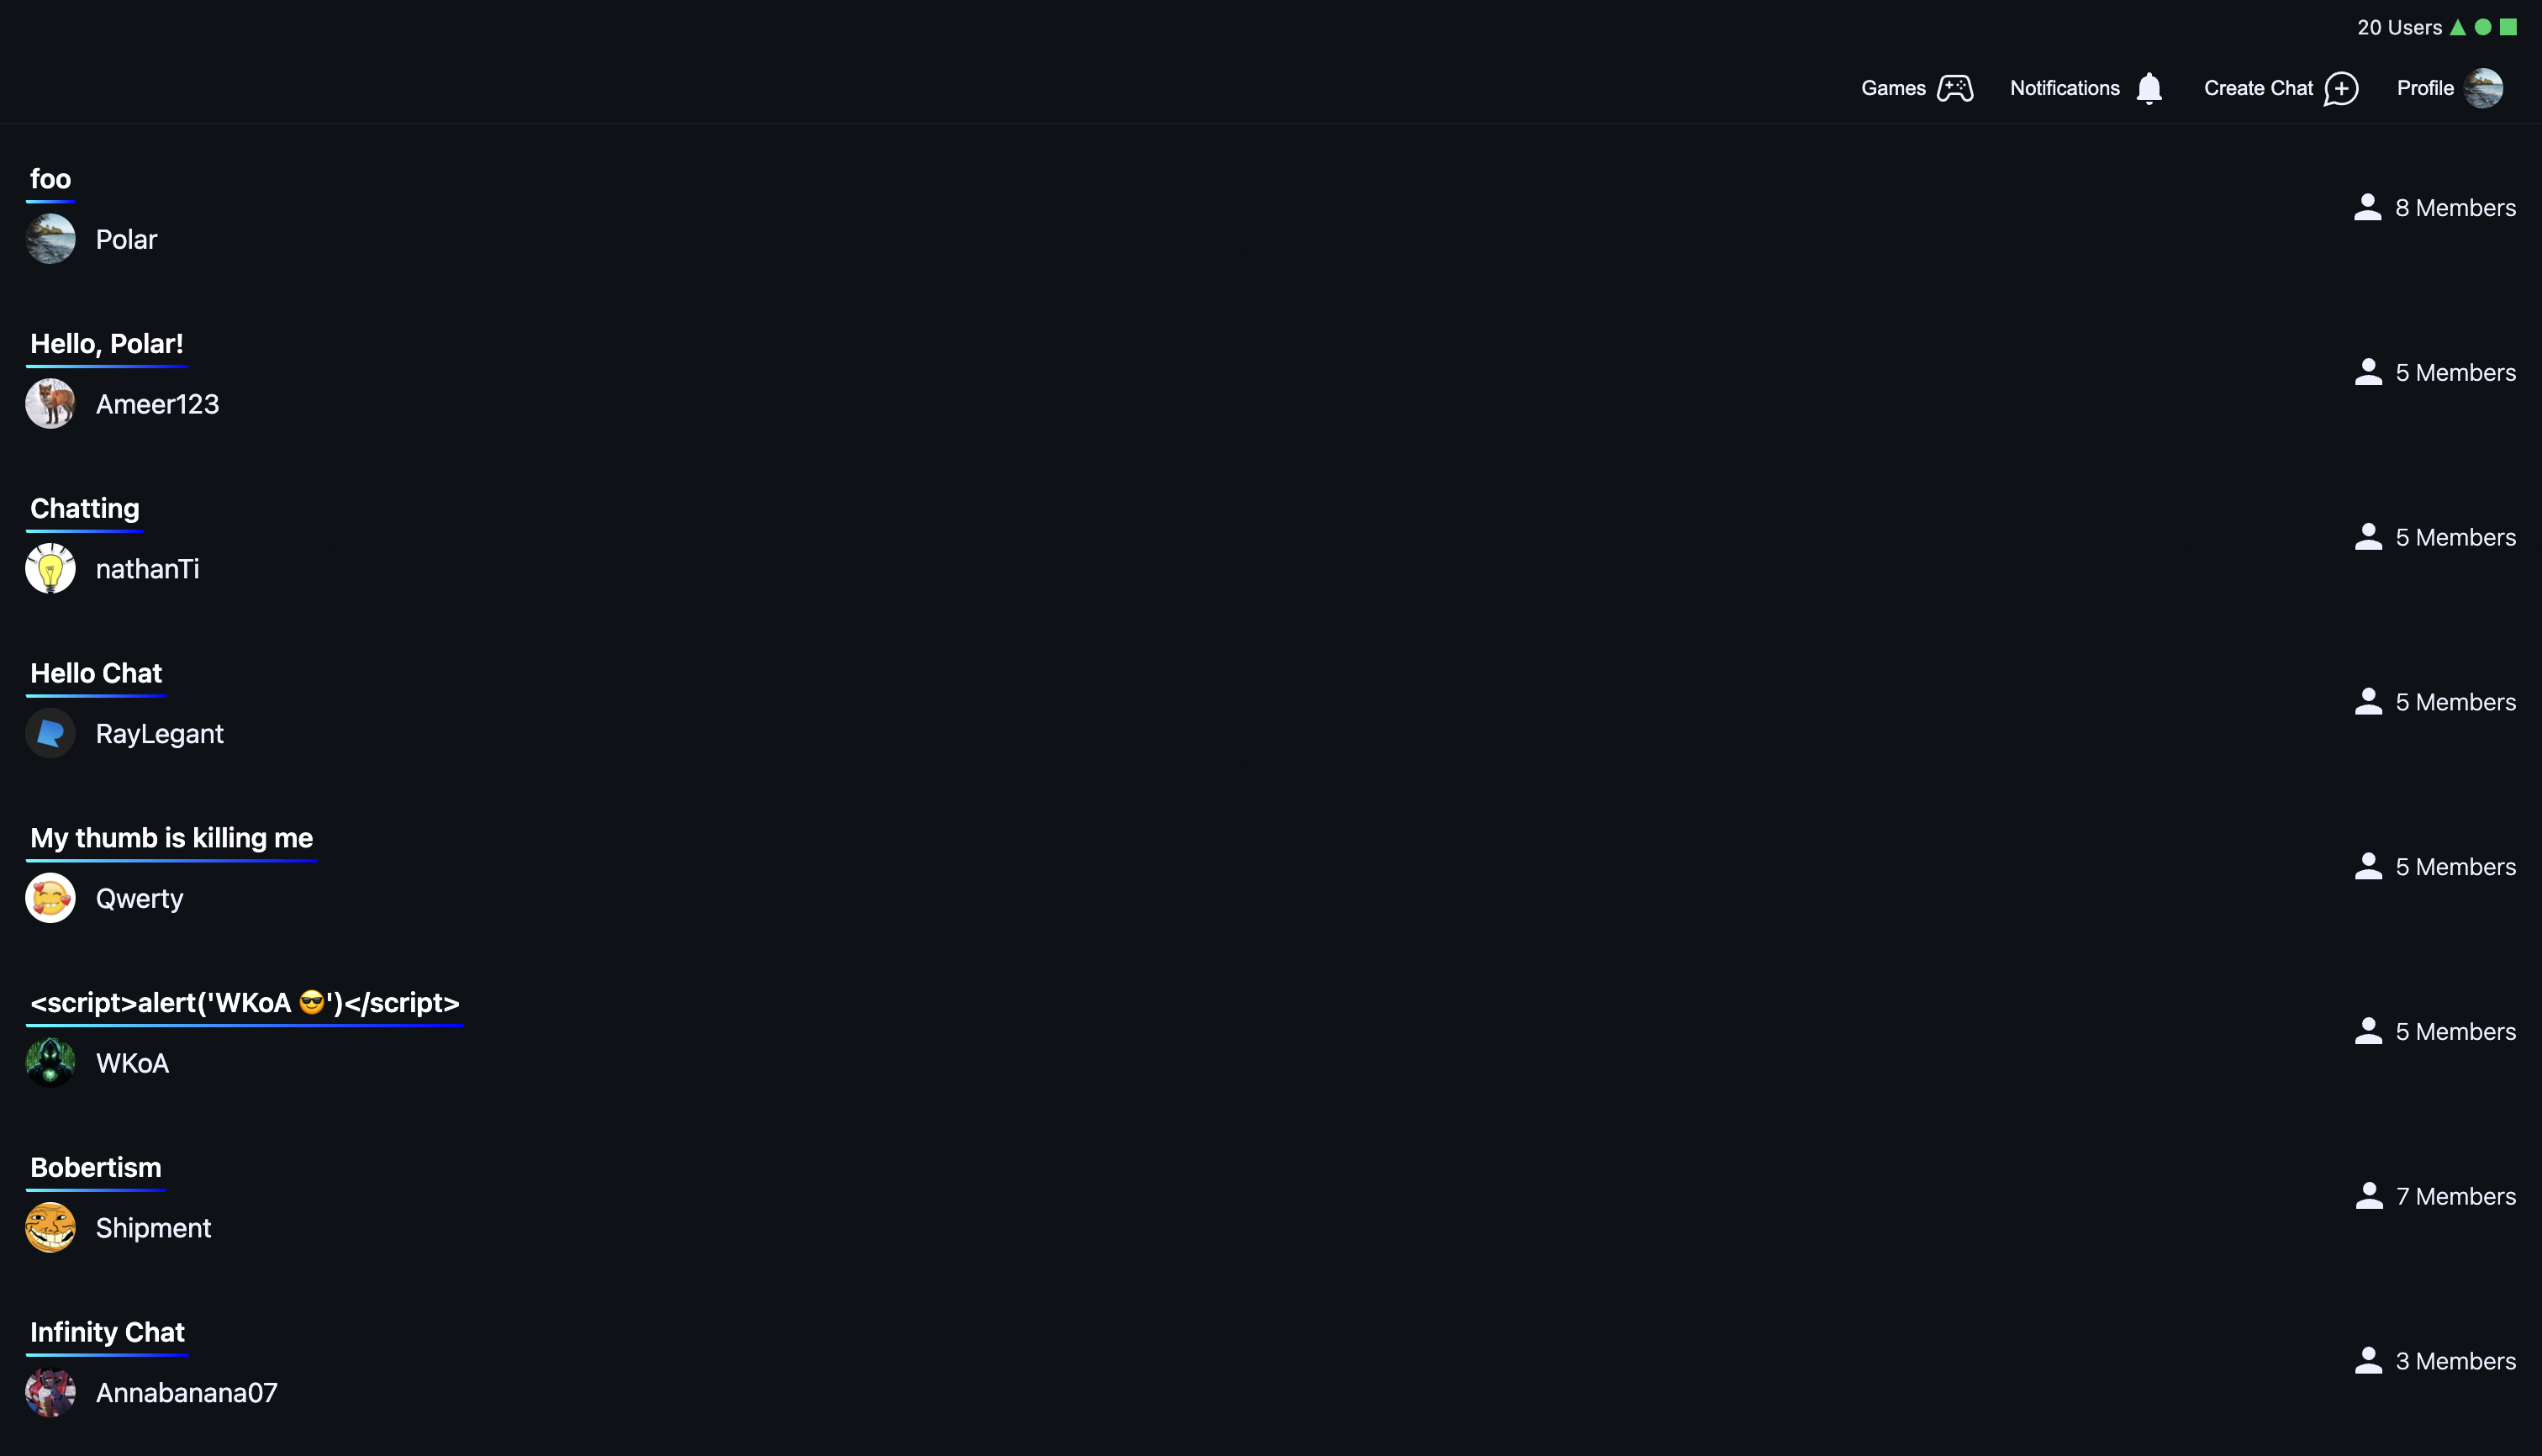 20 Users
Games Notifications Create Chat Profile
foo
Polar
8 Members
Hello, Polar!
Ameer123
5 Members
Chatting
nathanTi
5 Members
Hello Chat
RayLegant
5 Members
My thumb is killing me
Qwerty
5 Members
<script>alert('WKoA 😎')</script>
WKoA
5 Members
Bobertism
Shipment
7 Members
Infinity Chat
Annabanana07
3 Members